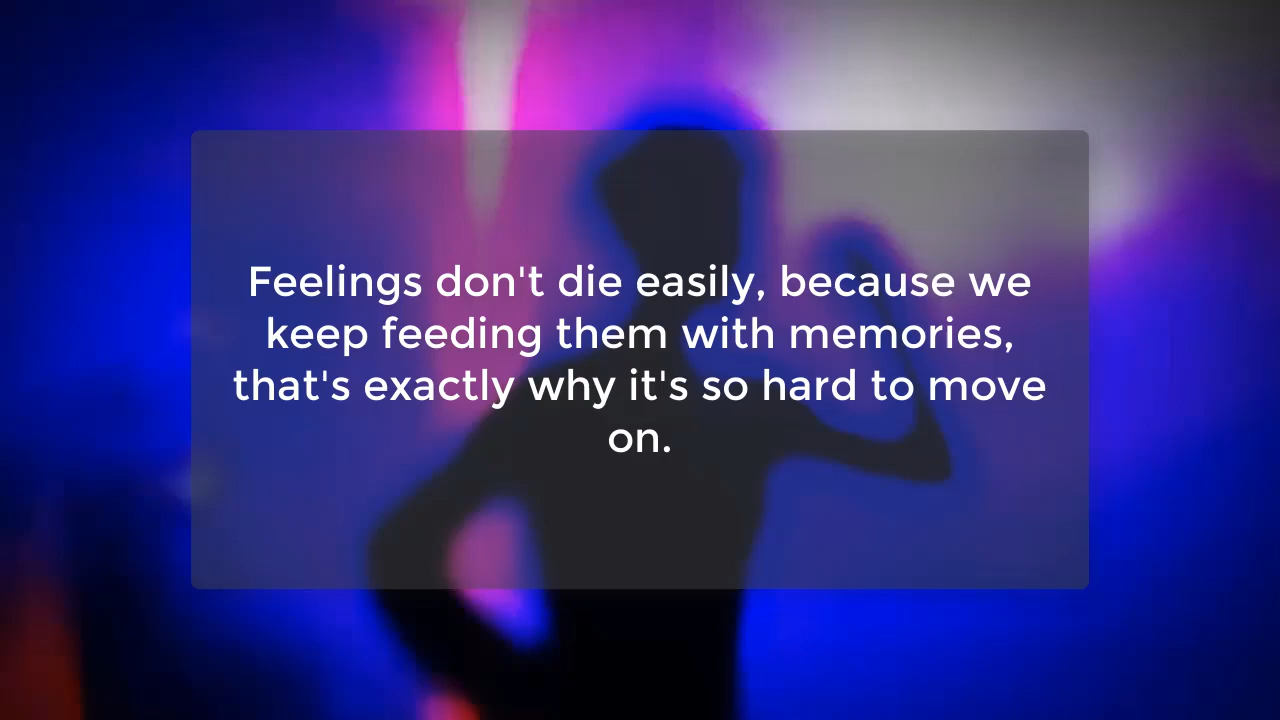 Feelings don't die easily, because we
keep feeding them with memories,
that's exactly why it's so hard to move
on.